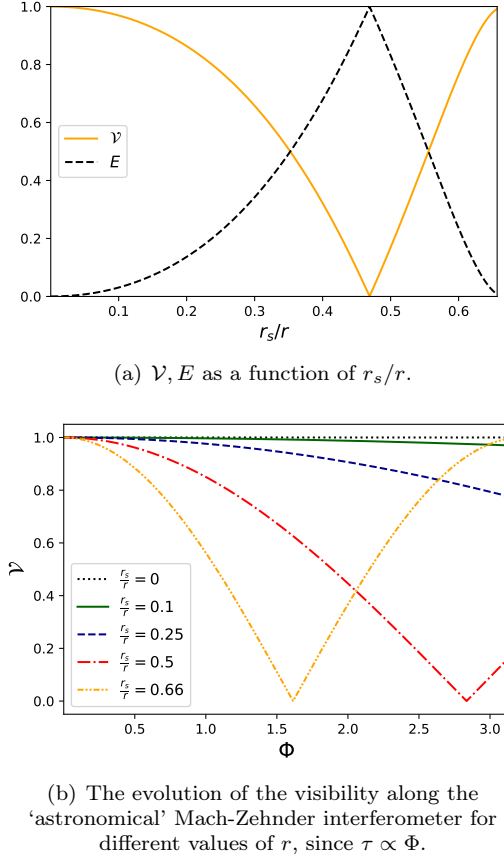 1.0
0.8
0.6
0.4
0.2
0.0
𝒱
E
0.1 0.2 0.3 0.4 0.5 0.6
r_s/r
(a) 𝒱, E as a function of r_s/r.
1.0
0.8
0.6
0.4
0.2
0.0
𝒱
r_s/r = 0
r_s/r = 0.1
r_s/r = 0.25
r_s/r = 0.5
r_s/r = 0.66
0.5 1.0 1.5 2.0 2.5 3.0
Φ
(b) The evolution of the visibility along the
‘astronomical’ Mach-Zehnder interferometer for
different values of r, since τ ∝ Φ.